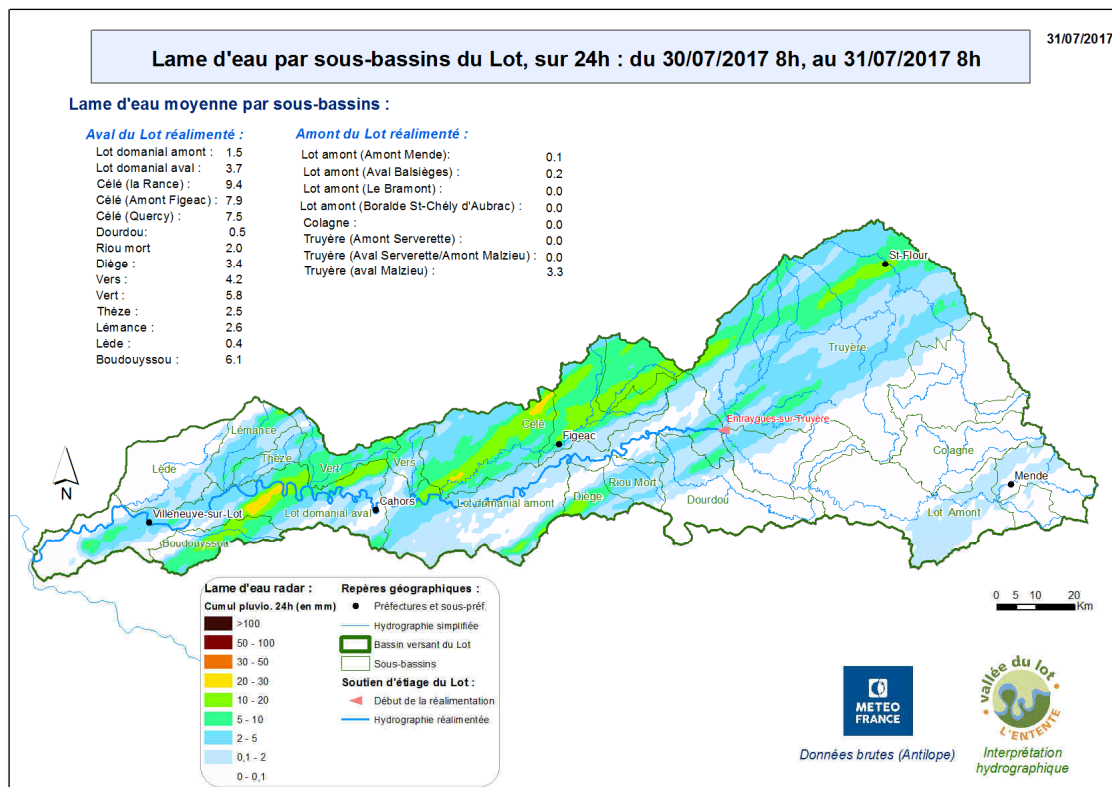 31/07/2017
Lame d'eau par sous-bassins du Lot, sur 24h : du 30/07/2017 8h, au 31/07/2017 8h
Lame d'eau moyenne par sous-bassins :
Aval du Lot réalimenté :
Lot domanial amont : 1.5
Lot domanial aval : 3.7
Célé (la Rance) : 9.4
Célé (Amont Figeac) : 7.9
Célé (Quercy) : 7.5
Dourdou: 0.5
Riou mort 2.0
Diège : 3.4
Vers : 4.2
Vert : 5.8
Thèze : 2.5
Lémance : 2.6
Lède : 0.4
Boudouyssou : 6.1
Amont du Lot réalimenté :
Lot amont (Amont Mende): 0.1
Lot amont (Aval Balsièges) : 0.2
Lot amont (Le Bramont) : 0.0
Lot amont (Boralde St-Chély d'Aubrac) : 0.0
Colagne : 0.0
Truyère (Amont Serverette) : 0.0
Truyère (Aval Serverette/Amont Malzieu) : 0.0
Truyère (aval Malzieu) : 3.3
St-Flour
Truyère
Entraygues-sur-Truyère
Célé
Figeac
Lémance
Thèze
Vert
Vers
Lède
Colagne
Mende
Riou Mort
Diège
Dourdou
Lot domanial amont
Cahors
Lot domanial aval
Villeneuve-sur-Lot
Boudouyssou
Lot Amont
N
Lame d'eau radar :
Cumul pluvio. 24h (en mm)
>100
50 - 100
30 - 50
20 - 30
10 - 20
5 - 10
2 - 5
0,1 - 2
0 - 0,1
Repères géographiques :
Préfectures et sous-préf.
Hydrographie simplifiée
Bassin versant du Lot
Sous-bassins
Soutien d'étiage du Lot :
Début de la réalimentation
Hydrographie réalimentée
0 5 10 20
Km
METEO
FRANCE
Données brutes (Antilope)
vallée du lot
L'ENTENTE
Interprétation
hydrographique